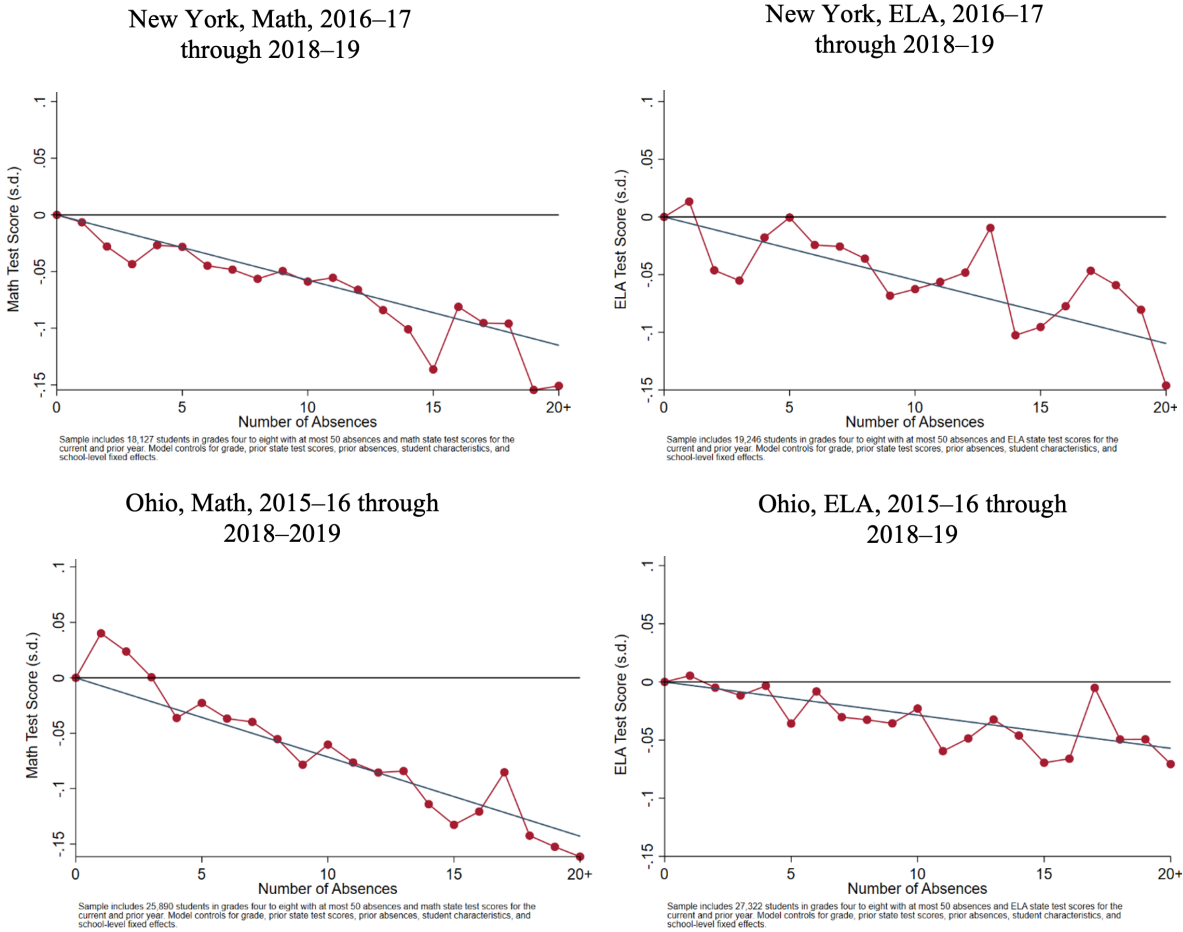 New York, Math, 2016–17
through 2018–19
.1
.05
0
-.05
-.1
-.15
Math Test Score (s.d.)
0 5 10 15 20+
Number of Absences
Sample includes 18,127 students in grades four to eight with at most 50 absences and math state test scores for the
current and prior year. Model controls for grade, prior state test scores, prior absences, student characteristics, and
school-level fixed effects.
New York, ELA, 2016–17
through 2018–19
.1
.05
0
-.05
-.1
-.15
ELA Test Score (s.d.)
0 5 10 15 20+
Number of Absences
Sample includes 19,246 students in grades four to eight with at most 50 absences and ELA state test scores for the
current and prior year. Model controls for grade, prior state test scores, prior absences, student characteristics, and
school-level fixed effects.
Ohio, Math, 2015–16 through
2018–2019
.1
.05
0
-.05
-.1
-.15
Math Test Score (s.d.)
0 5 10 15 20+
Number of Absences
Sample includes 25,890 students in grades four to eight with at most 50 absences and math state test scores for the
current and prior year. Model controls for grade, prior state test scores, prior absences, student characteristics, and
school-level fixed effects.
Ohio, ELA, 2015–16 through
2018–19
.1
.05
0
-.05
-.1
-.15
ELA Test Score (s.d.)
0 5 10 15 20+
Number of Absences
Sample includes 27,322 students in grades four to eight with at most 50 absences and ELA state test scores for the
current and prior year. Model controls for grade, prior state test scores, prior absences, student characteristics, and
school-level fixed effects.